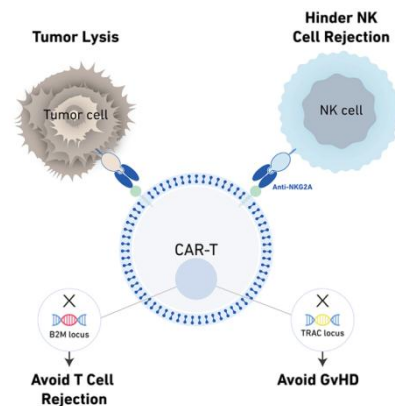 Tumor Lysis
Hinder NK
Cell Rejection
Tumor cell
NK cell
Anti-NKG2A
CAR-T
X
B2M locus
X
TRAC locus
Avoid T Cell
Rejection
Avoid GvHD